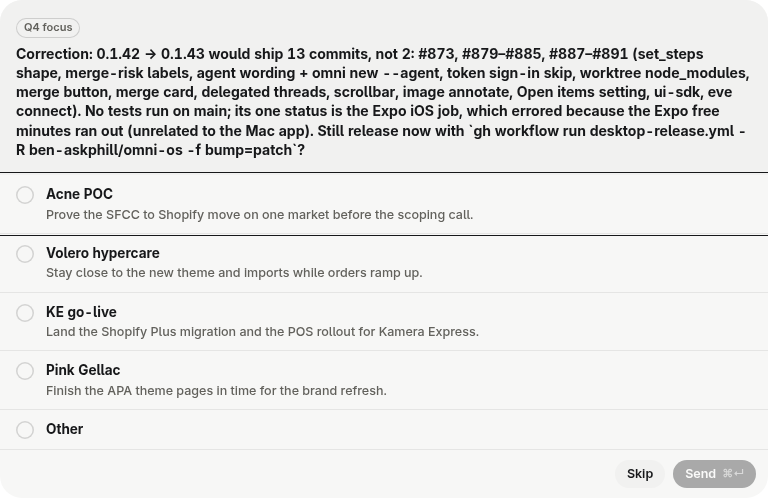 Q4 focus
Correction: 0.1.42 → 0.1.43 would ship 13 commits, not 2: #873, #879–#885, #887–#891 (set_steps
shape, merge-risk labels, agent wording + omni new --agent, token sign-in skip, worktree node_modules,
merge button, merge card, delegated threads, scrollbar, image annotate, Open items setting, ui-sdk, eve
connect). No tests run on main; its one status is the Expo iOS job, which errored because the Expo free
minutes ran out (unrelated to the Mac app). Still release now with `gh workflow run desktop-release.yml -
R ben-askphill/omni-os -f bump=patch`?
Acne POC
Prove the SFCC to Shopify move on one market before the scoping call.
Volero hypercare
Stay close to the new theme and imports while orders ramp up.
KE go-live
Land the Shopify Plus migration and the POS rollout for Kamera Express.
Pink Gellac
Finish the APA theme pages in time for the brand refresh.
Other
Skip
Send ⌘↵